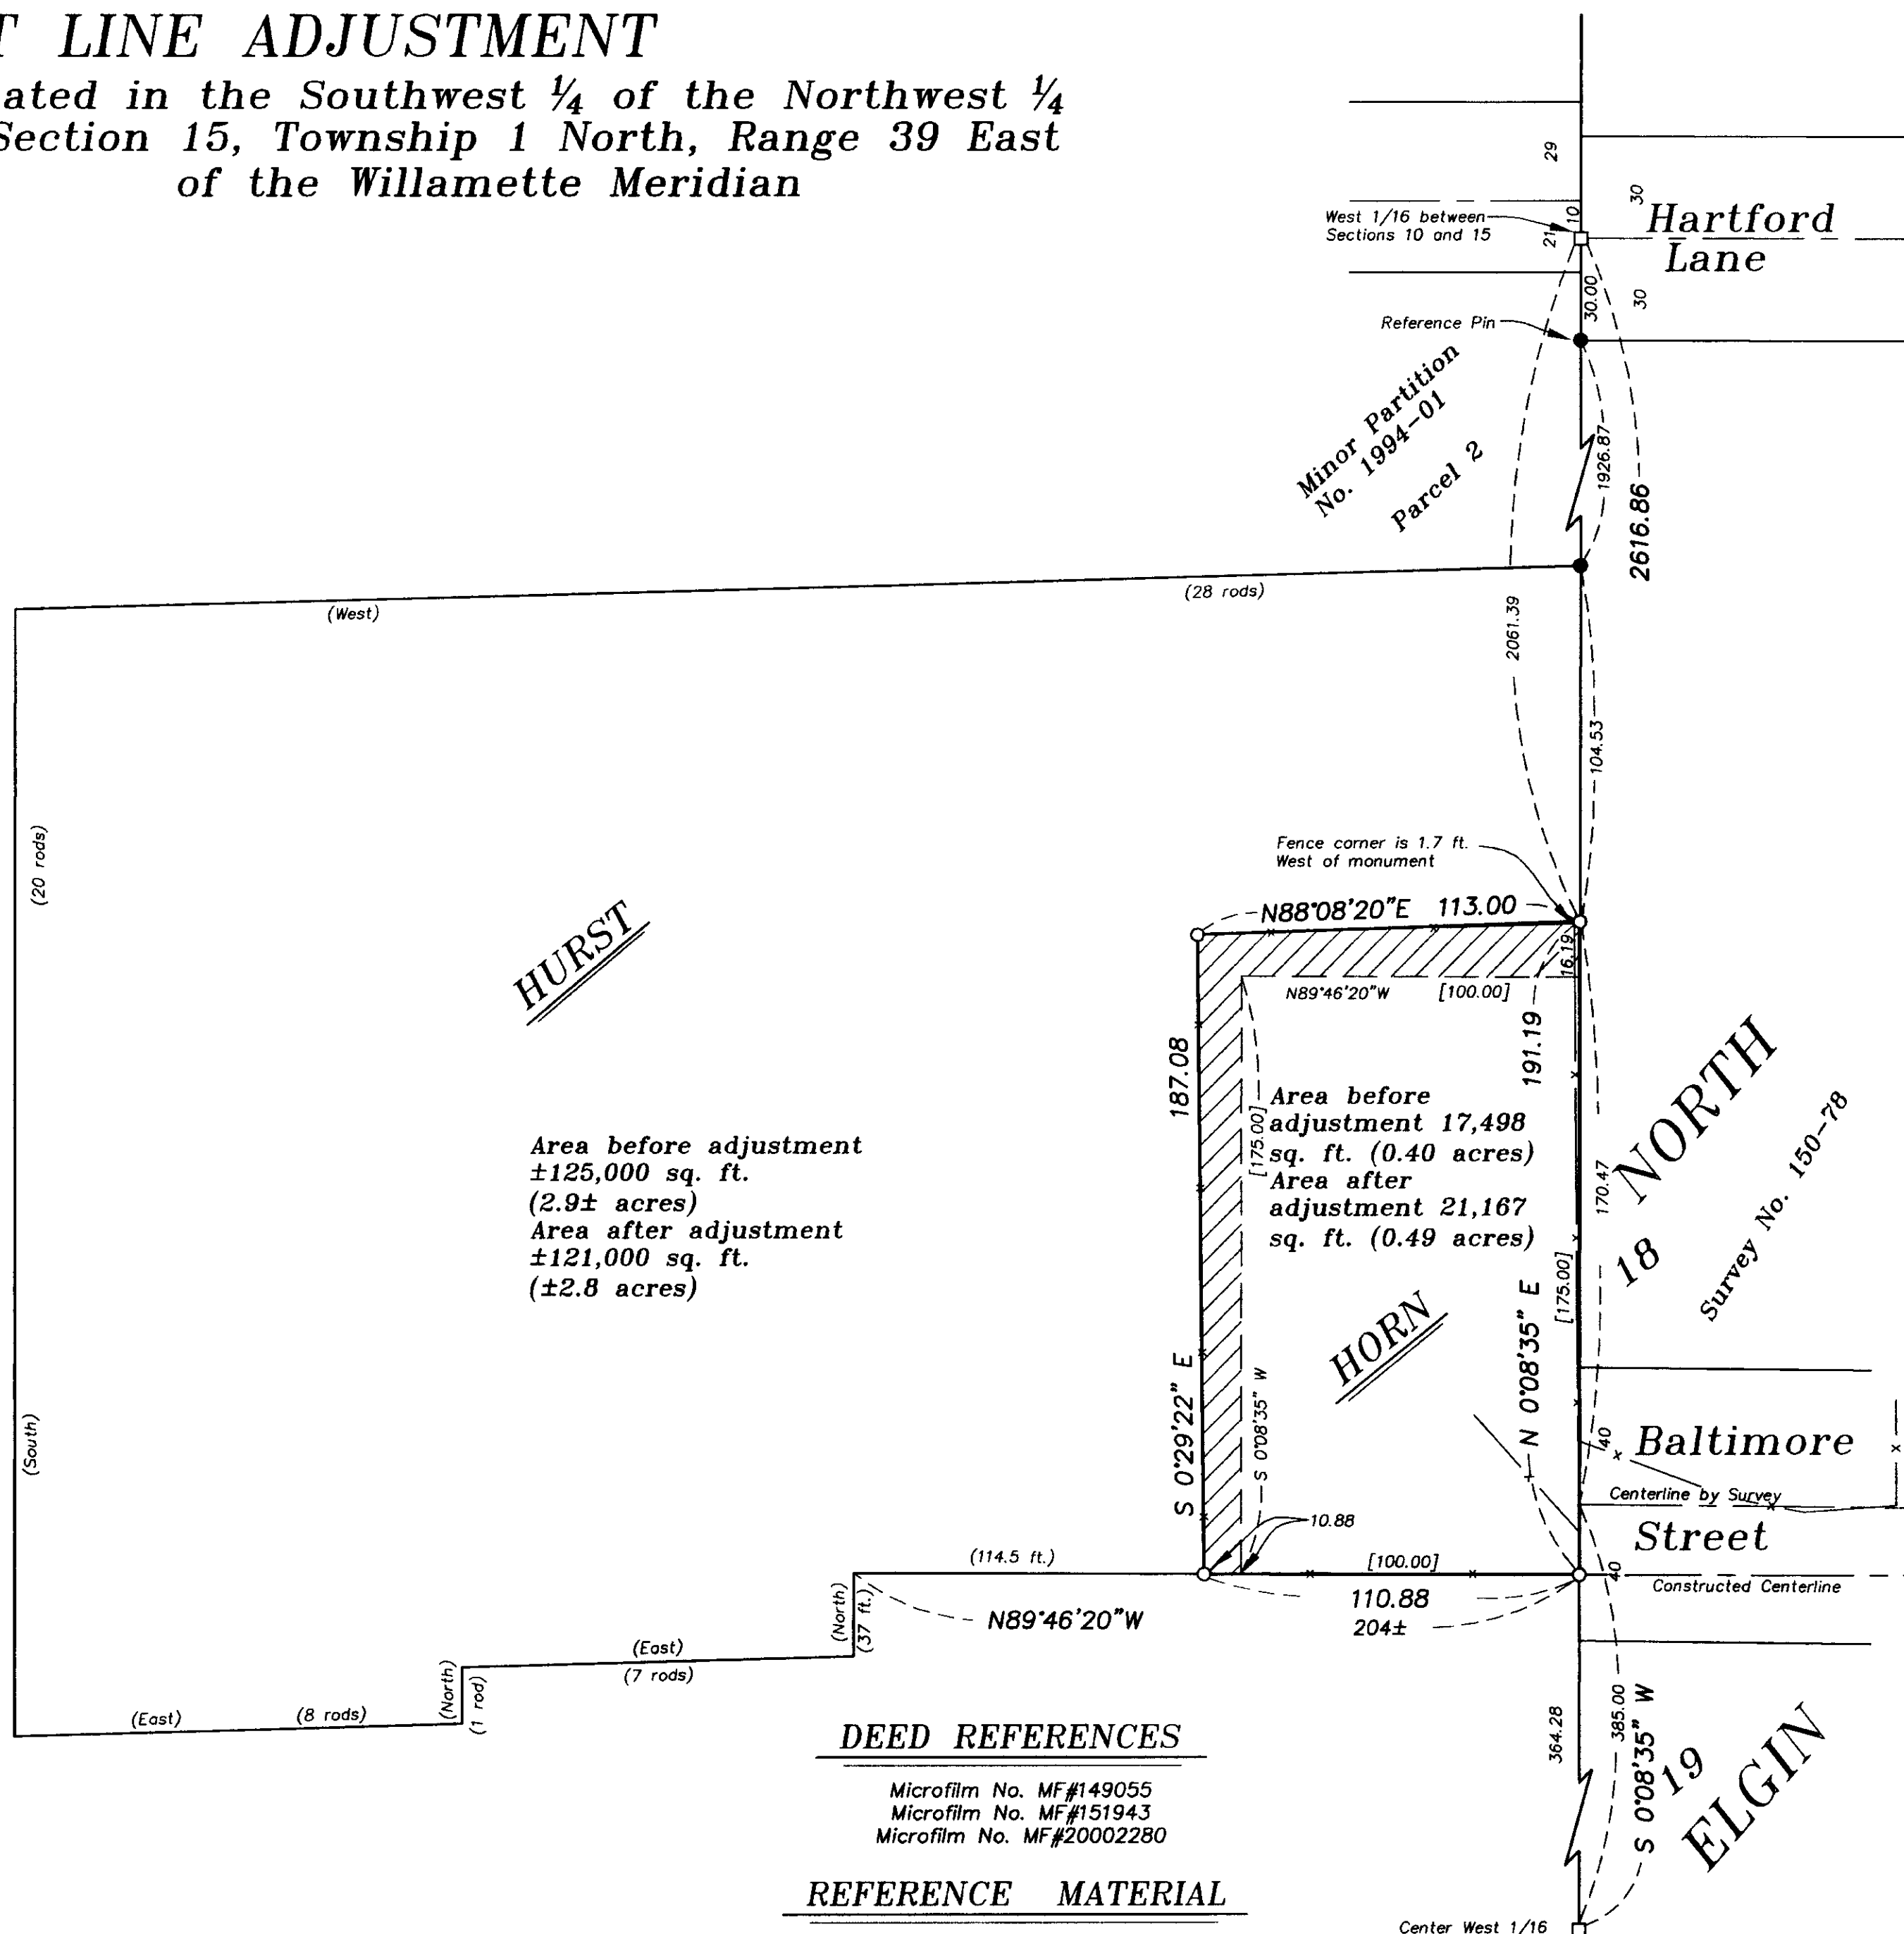 T LINE ADJUSTMENT
ated in the Southwest ¼ of the Northwest ¼
Section 15, Township 1 North, Range 39 East
of the Willamette Meridian
29
10
21
30
30
30.00
West 1/16 between
Sections 10 and 15
Hartford
Lane
Reference Pin
Minor Partition
No. 1994-01
Parcel 2
1926.87
2616.86
(West)
(28 rods)
2061.39
104.53
(20 rods)
Fence corner is 1.7 ft.
West of monument
N88°08'20"E 113.00
16.19
HURST
N89°46'20"W [100.00]
187.08
191.19
[175.00]
Area before
adjustment 17,498
sq. ft. (0.40 acres)
Area after
adjustment 21,167
sq. ft. (0.49 acres)
Area before adjustment
±125,000 sq. ft.
(2.9± acres)
Area after adjustment
±121,000 sq. ft.
(±2.8 acres)
170.47
NORTH
18
Survey No. 150-78
[175.00]
HORN
N 0°08'35" E
S 0°29'22" E
S 0°08'35" W
(South)
40
Baltimore
Centerline by Survey
Street
40
Constructed Centerline
10.88
(114.5 ft.)
[100.00]
110.88
204±
N89°46'20"W
(North)
(37 ft.)
(East)
(7 rods)
(North)
(1 rod)
(East)
(8 rods)
364.28
385.00
S 0°08'35" W
19
ELGIN
DEED REFERENCES
Microfilm No. MF#149055
Microfilm No. MF#151943
Microfilm No. MF#20002280
REFERENCE MATERIAL
Center West 1/16